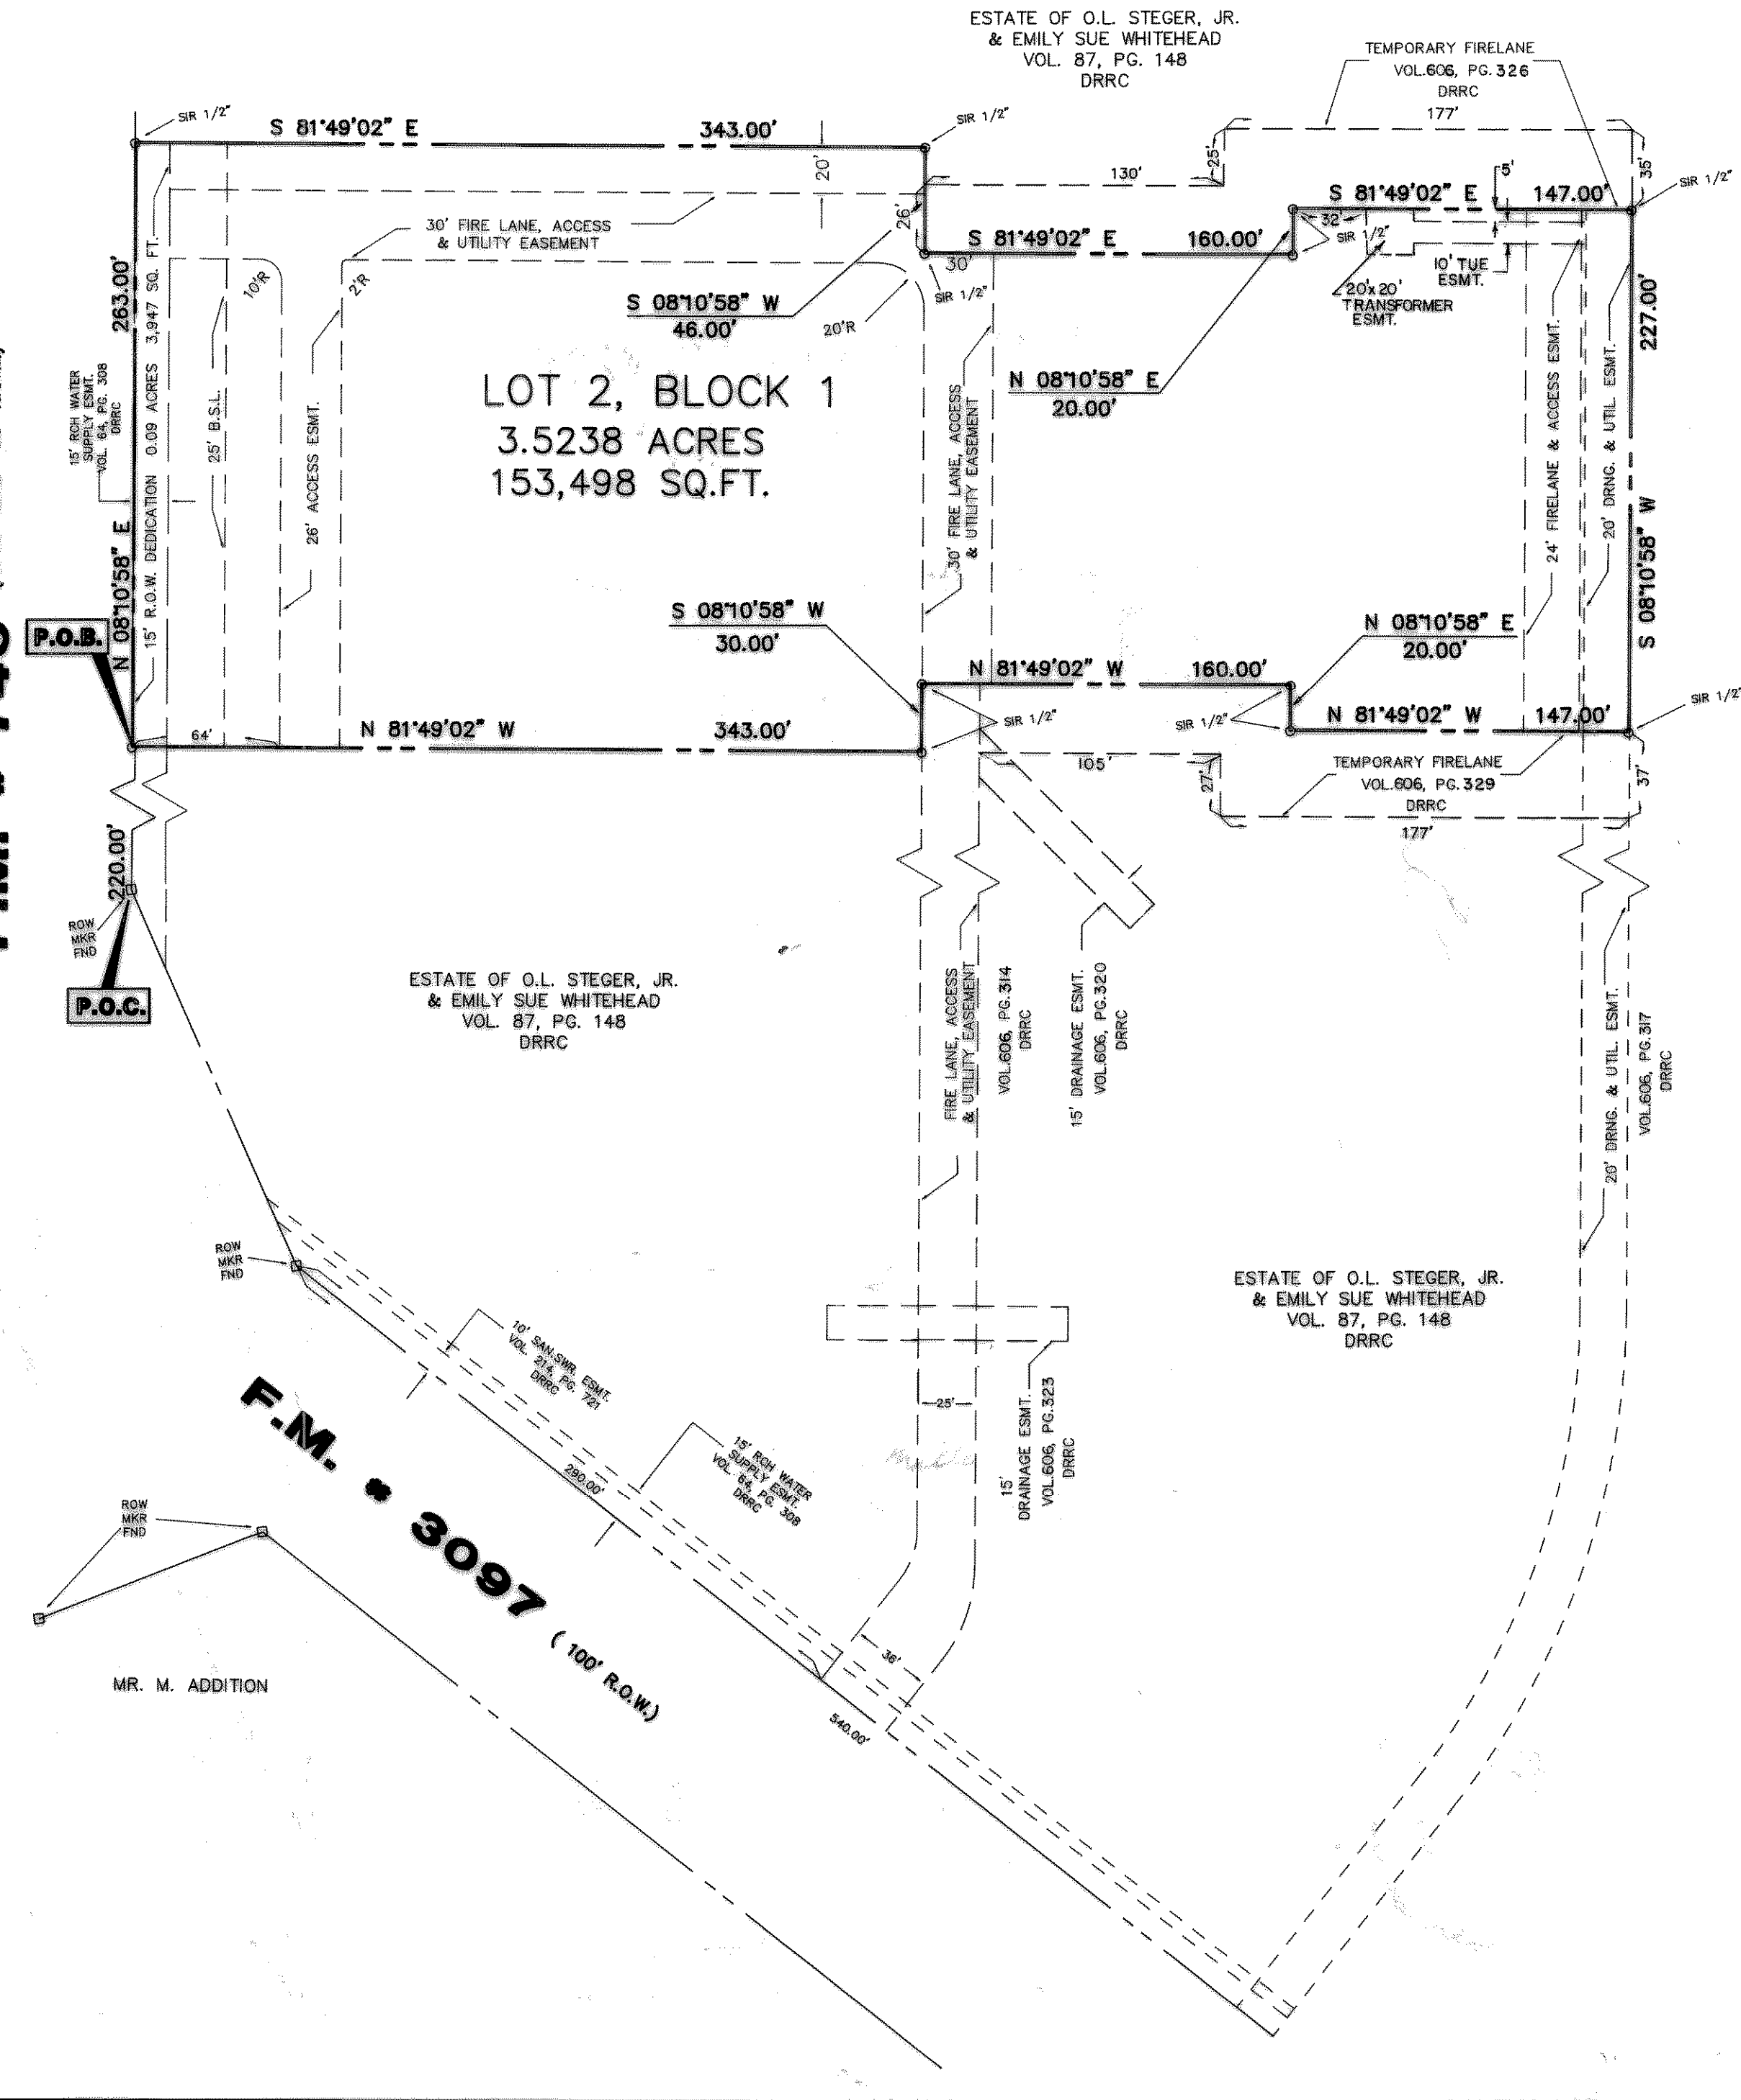 ESTATE OF O.L. STEGER, JR.
& EMILY SUE WHITEHEAD
VOL. 87, PG. 148
DRRC
TEMPORARY FIRELANE
VOL.606, PG.326
DRRC
177'
SIR 1/2"
S 81°49'02" E
343.00'
SIR 1/2"
20'
130'
25'
35'
5'
S 81°49'02" E
147.00'
SIR 1/2"
26'
32'
SIR 1/2"
30' FIRE LANE, ACCESS
& UTILITY EASEMENT
S 81°49'02" E
160.00'
30'
SIR 1/2"
10' TUE
ESMT.
20'x20'
TRANSFORMER
ESMT.
10'R
2'R
20'R
S 08°10'58" W
46.00'
N 08°10'58" E
20.00'
263.00'
N 08°10'58" E
15' RCH WATER
SUPPLY ESMT.
VOL. 64, PG. 308
DRRC
15' R.O.W. DEDICATION 0.09 ACRES 3,947 SQ. FT.
25' B.S.L.
26' ACCESS ESMT.
LOT 2, BLOCK 1
3.5238 ACRES
153,498 SQ.FT.
30' FIRE LANE, ACCESS
& UTILITY EASEMENT
24' FIRELANE & ACCESS ESMT.
20' DRNG. & UTIL ESMT.
227.00'
S 08°10'58" W
P.O.B.
S 08°10'58" W
30.00'
N 08°10'58" E
20.00'
N 81°49'02" W
160.00'
SIR 1/2"
SIR 1/2"
SIR 1/2"
N 81°49'02" W
147.00'
64'
N 81°49'02" W
343.00'
105'
27'
37'
TEMPORARY FIRELANE
VOL.606, PG.329
DRRC
177'
220.00'
ROW
MKR
FND
P.O.C.
ESTATE OF O.L. STEGER, JR.
& EMILY SUE WHITEHEAD
VOL. 87, PG. 148
DRRC
FIRE LANE, ACCESS
& UTILITY EASEMENT
VOL.606, PG.314
DRRC
15' DRAINAGE ESMT.
VOL.606, PG.320
DRRC
20' DRNG. & UTIL. ESMT.
VOL.606, PG.317
DRRC
ROW
MKR
FND
ESTATE OF O.L. STEGER, JR.
& EMILY SUE WHITEHEAD
VOL. 87, PG. 148
DRRC
10' SAN.SWR. ESMT.
VOL. 214, PG. 721
DRRC
25'
15'
DRAINAGE ESMT.
VOL.606, PG.323
DRRC
290.00'
15' RCH WATER
SUPPLY ESMT.
VOL. 64, PG. 308
DRRC
F.M. # 3097 ( 100' R.O.W.)
ROW
MKR
FND
36'
540.00'
MR. M. ADDITION